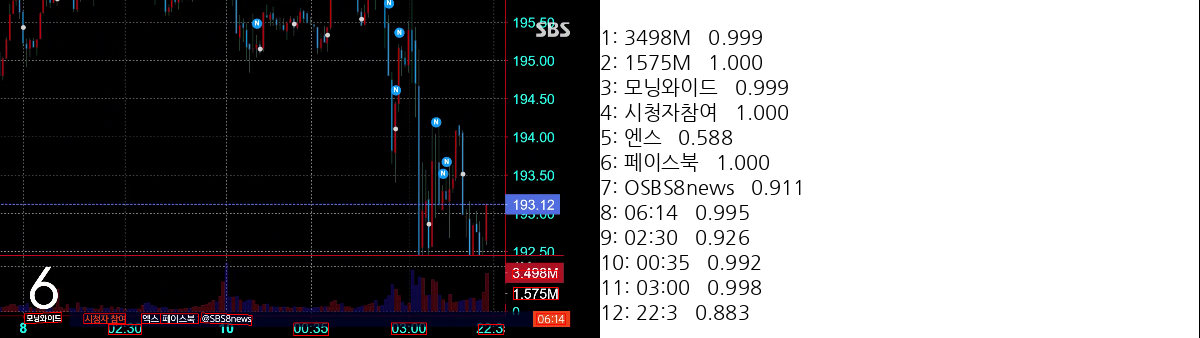 195.50
SBS
195.00
194.50
194.00
193.50
193.12
193.00
192.50
3.498M
1.575M
0
6
모닝와이드 시청자 참여 엑스 페이스북 @SBS8news 06:14
8 02:30 10 00:35 03:00 22:3
1: 3498M 0.999
2: 1575M 1.000
3: 모닝와이드 0.999
4: 시청자참여 1.000
5: 엔스 0.588
6: 페이스북 1.000
7: OSBS8news 0.911
8: 06:14 0.995
9: 02:30 0.926
10: 00:35 0.992
11: 03:00 0.998
12: 22:3 0.883